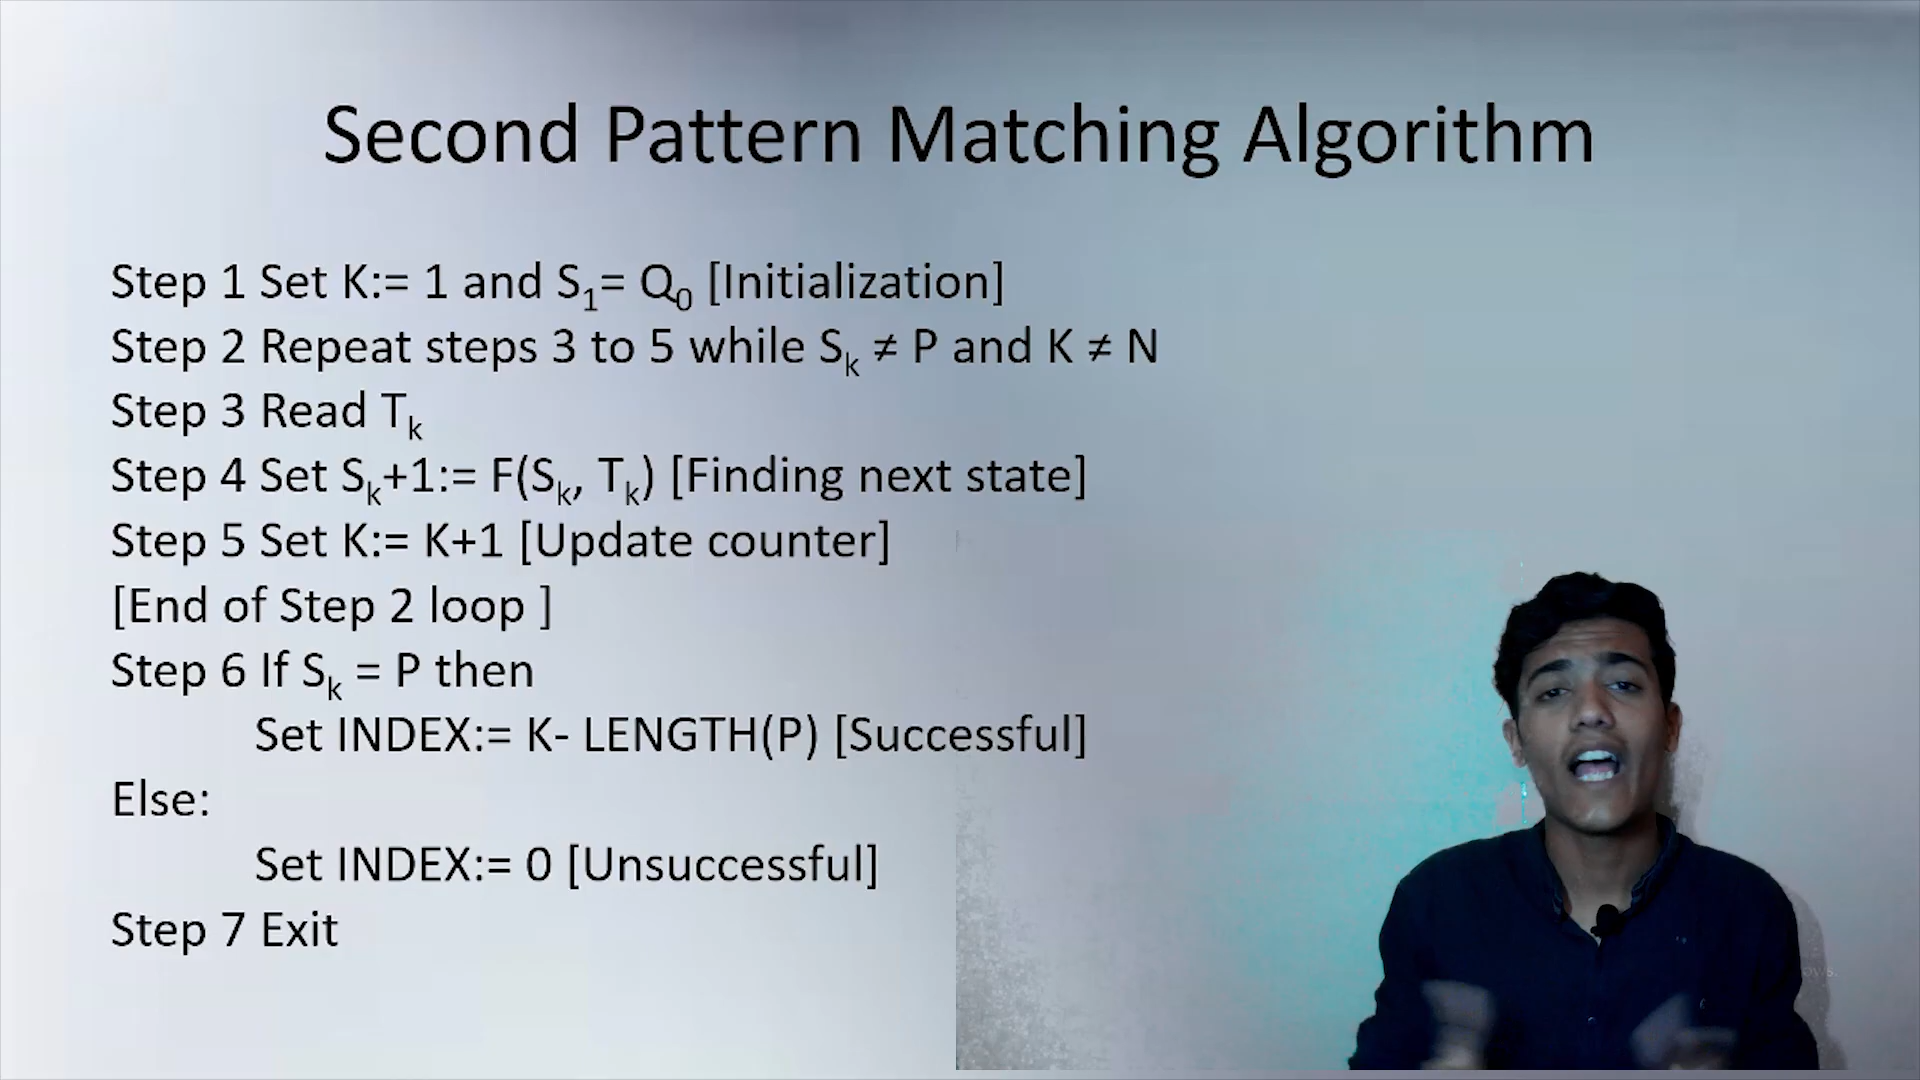 Second Pattern Matching Algorithm
Step 1 Set K:= 1 and S₁= Q₀ [Initialization]
Step 2 Repeat steps 3 to 5 while Sₖ ≠ P and K ≠ N
Step 3 Read Tₖ
Step 4 Set Sₖ+1:= F(Sₖ, Tₖ) [Finding next state]
Step 5 Set K:= K+1 [Update counter]
[End of Step 2 loop ]
Step 6 If Sₖ = P then
Set INDEX:= K- LENGTH(P) [Successful]
Else:
Set INDEX:= 0 [Unsuccessful]
Step 7 Exit